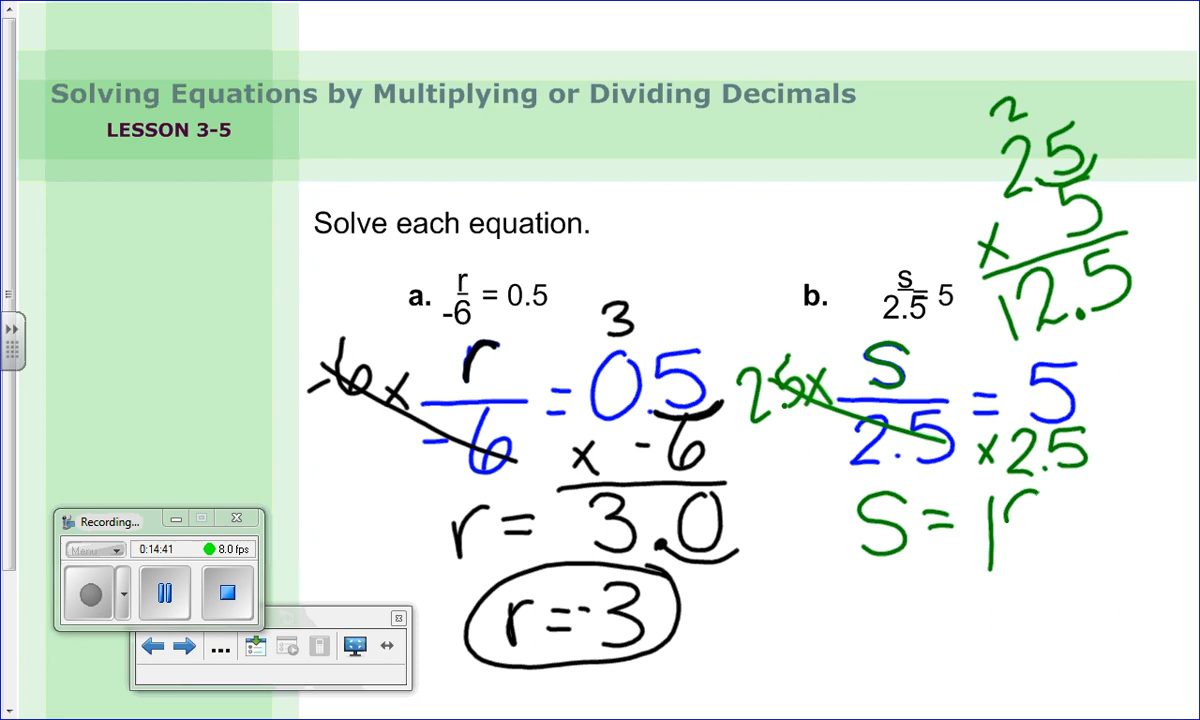 Solving Equations by Multiplying or Dividing Decimals
LESSON 3-5
2
25
x 5
12.5
Solve each equation.
a. r/-6 = 0.5
b. s/2.5 = 5
3
-6 x r/-6 = 0.5
x -6
r = 3.0
r = -3
2.5 x s/2.5 = 5
x 2.5
s = 1
Recording...
Menu
0:14:41
8.0 fps